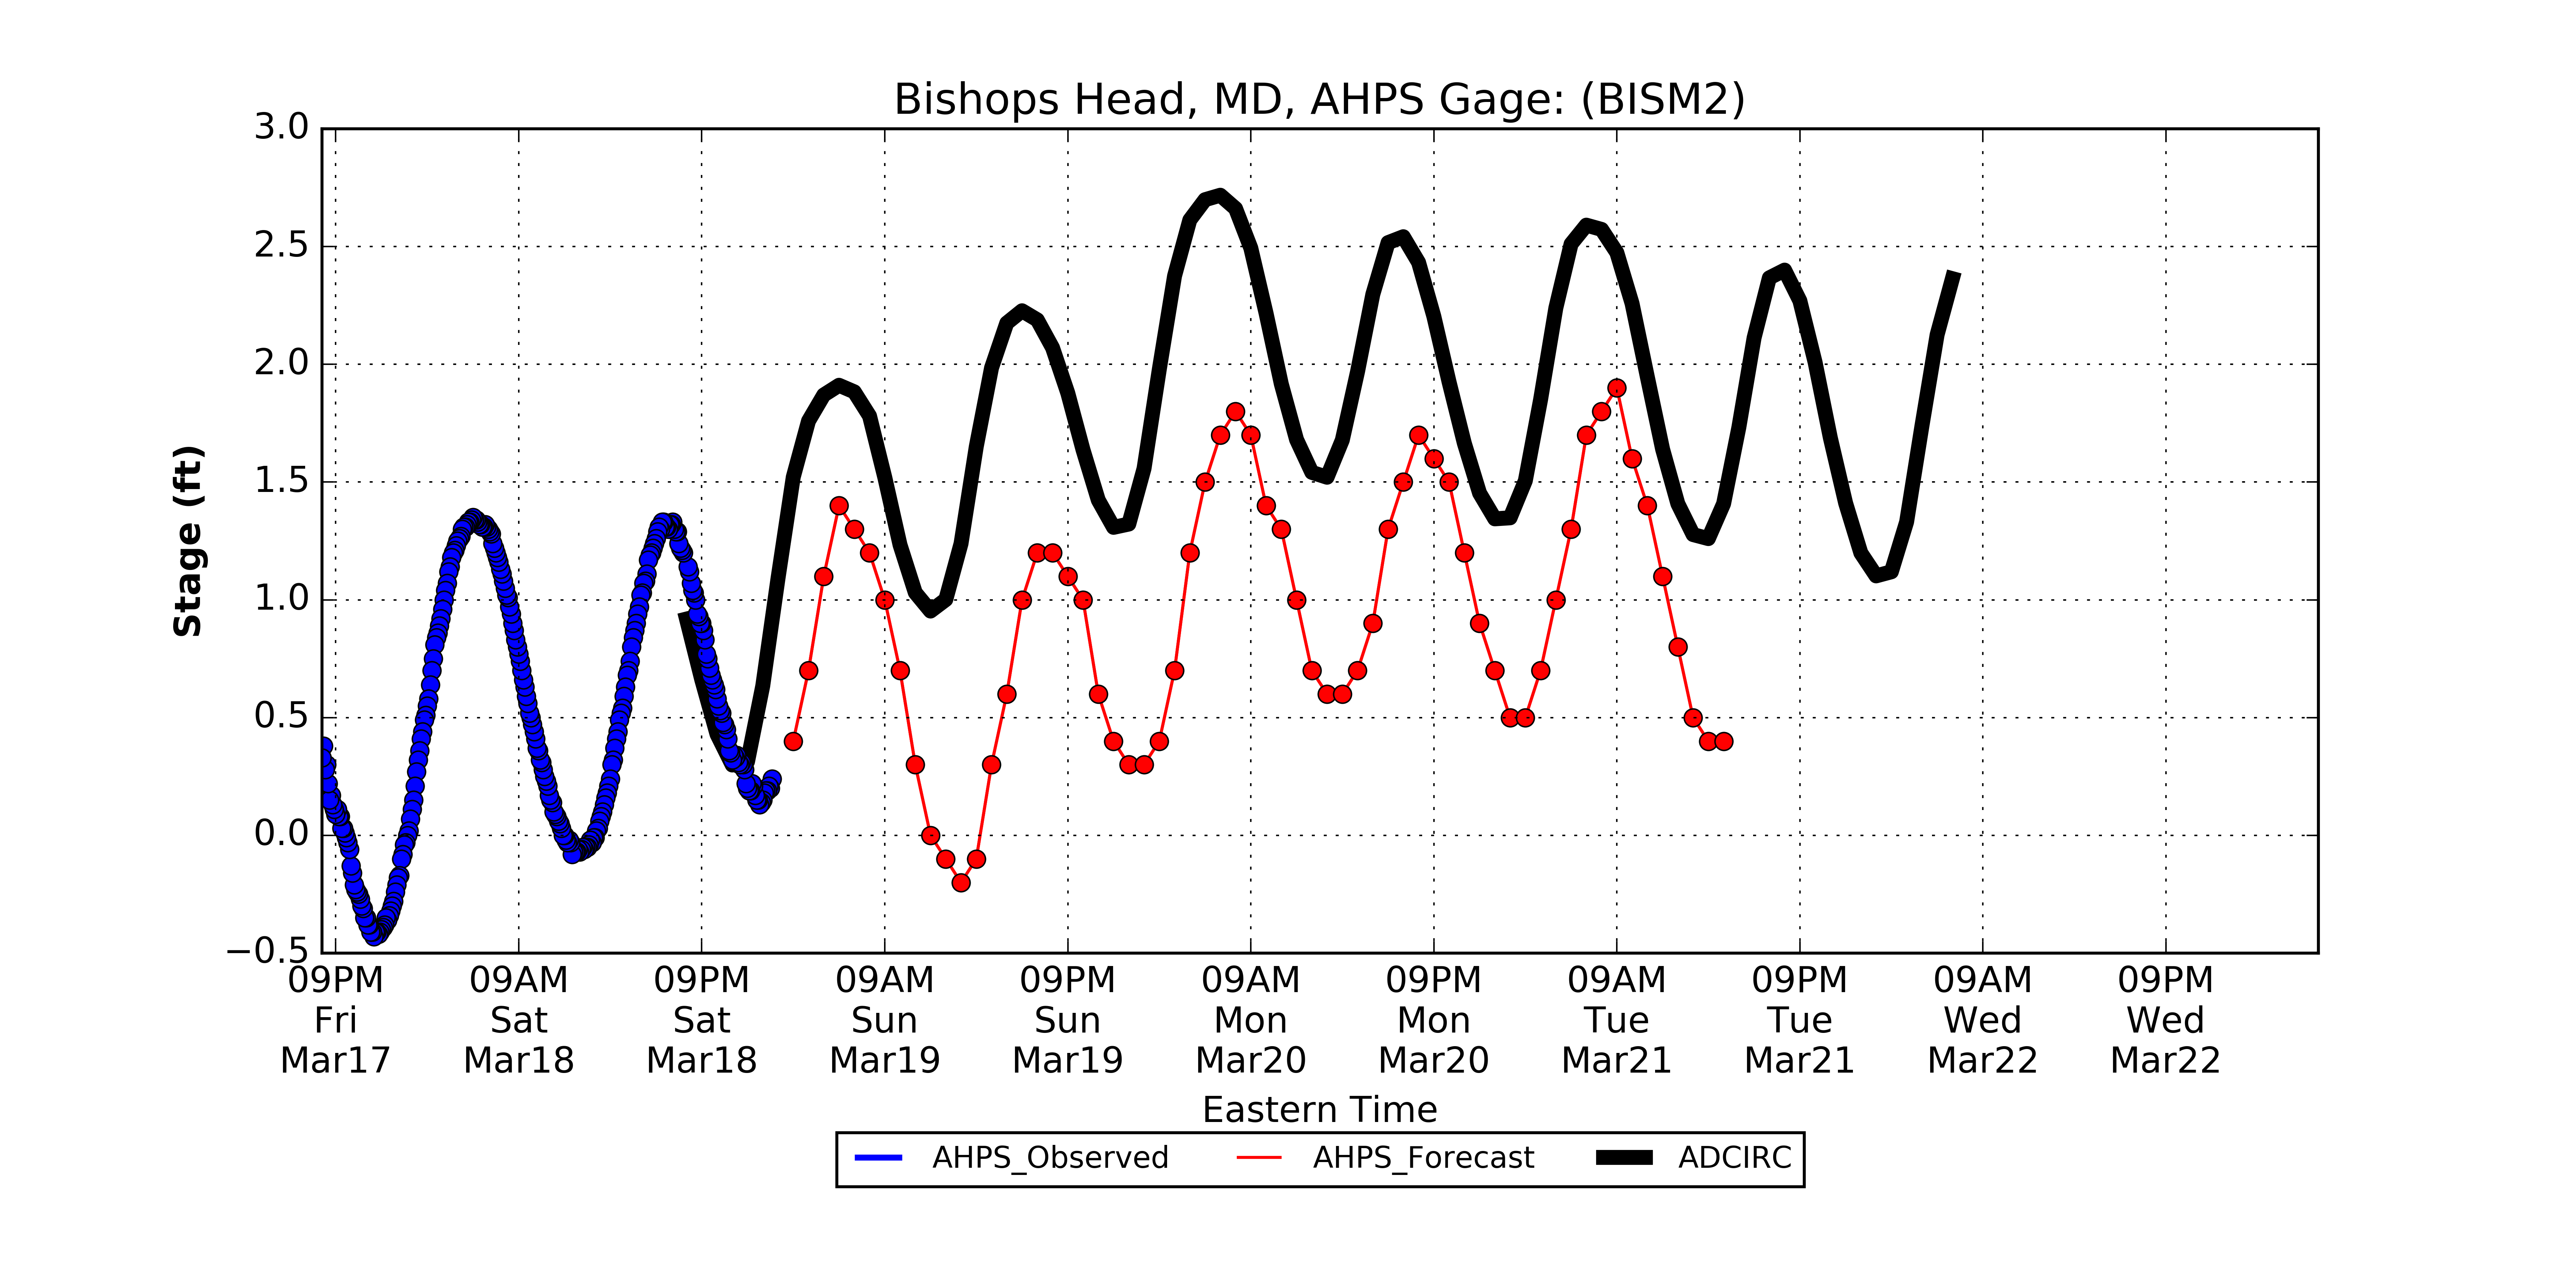 Bishops Head, MD, AHPS Gage: (BISM2)
3.0
2.5
2.0
1.5
1.0
0.5
0.0
−0.5
Stage (ft)
09PM 09AM 09PM 09AM 09PM 09AM 09PM 09AM 09PM 09AM 09PM
Fri Sat Sat Sun Sun Mon Mon Tue Tue Wed Wed
Mar17 Mar18 Mar18 Mar19 Mar19 Mar20 Mar20 Mar21 Mar21 Mar22 Mar22
Eastern Time
AHPS_Observed AHPS_Forecast ADCIRC